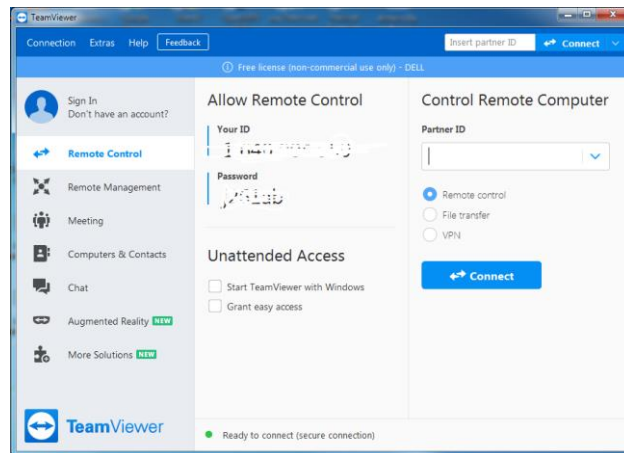 TeamViewer
Connection Extras Help Feedback
Insert partner ID
Connect
Free license (non-commercial use only) - DELL
Sign In
Don't have an account?
Remote Control
Remote Management
Meeting
Computers & Contacts
Chat
Augmented Reality NEW
More Solutions NEW
TeamViewer
Allow Remote Control
Your ID
Password
Unattended Access
Start TeamViewer with Windows
Grant easy access
Control Remote Computer
Partner ID
Remote control
File transfer
VPN
Connect
Ready to connect (secure connection)